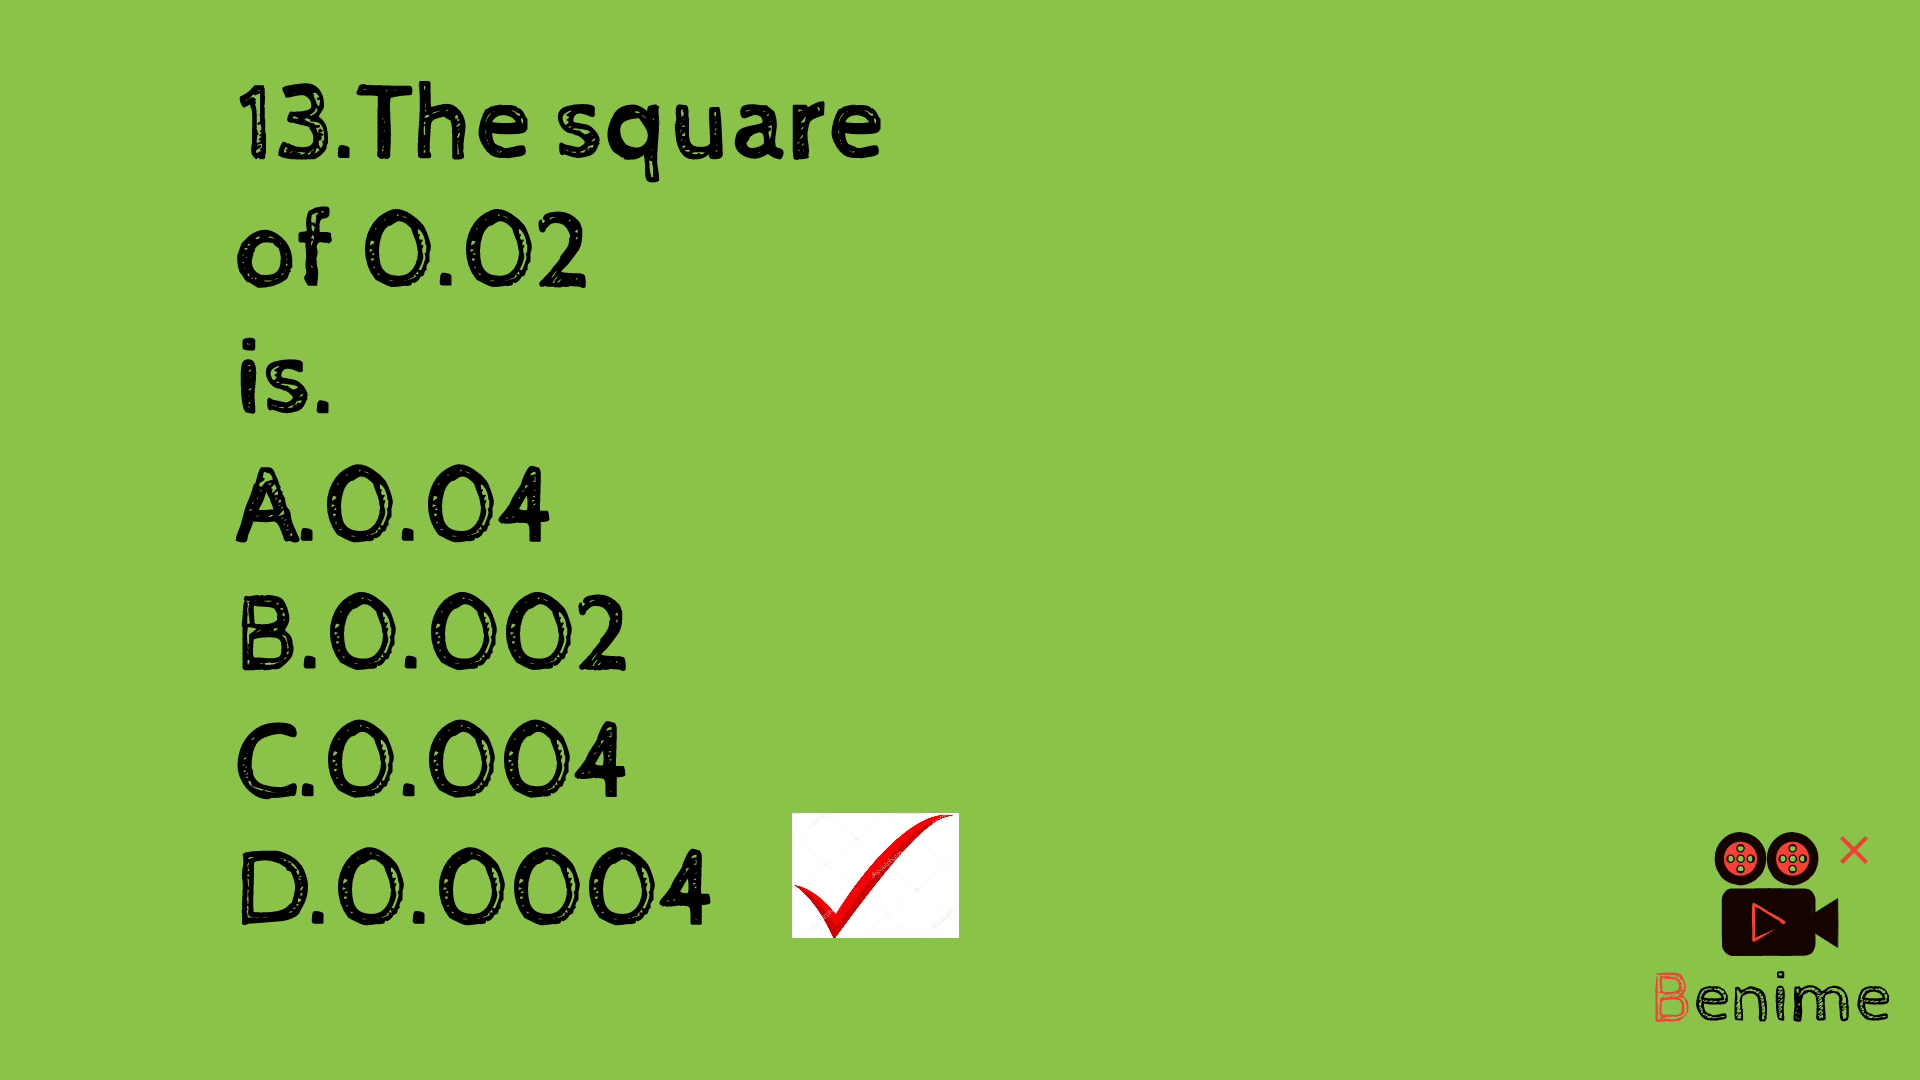 13.The square
of 0.02
is.
A.0.04
B.0.002
C.0.004
D.0.0004
Benime